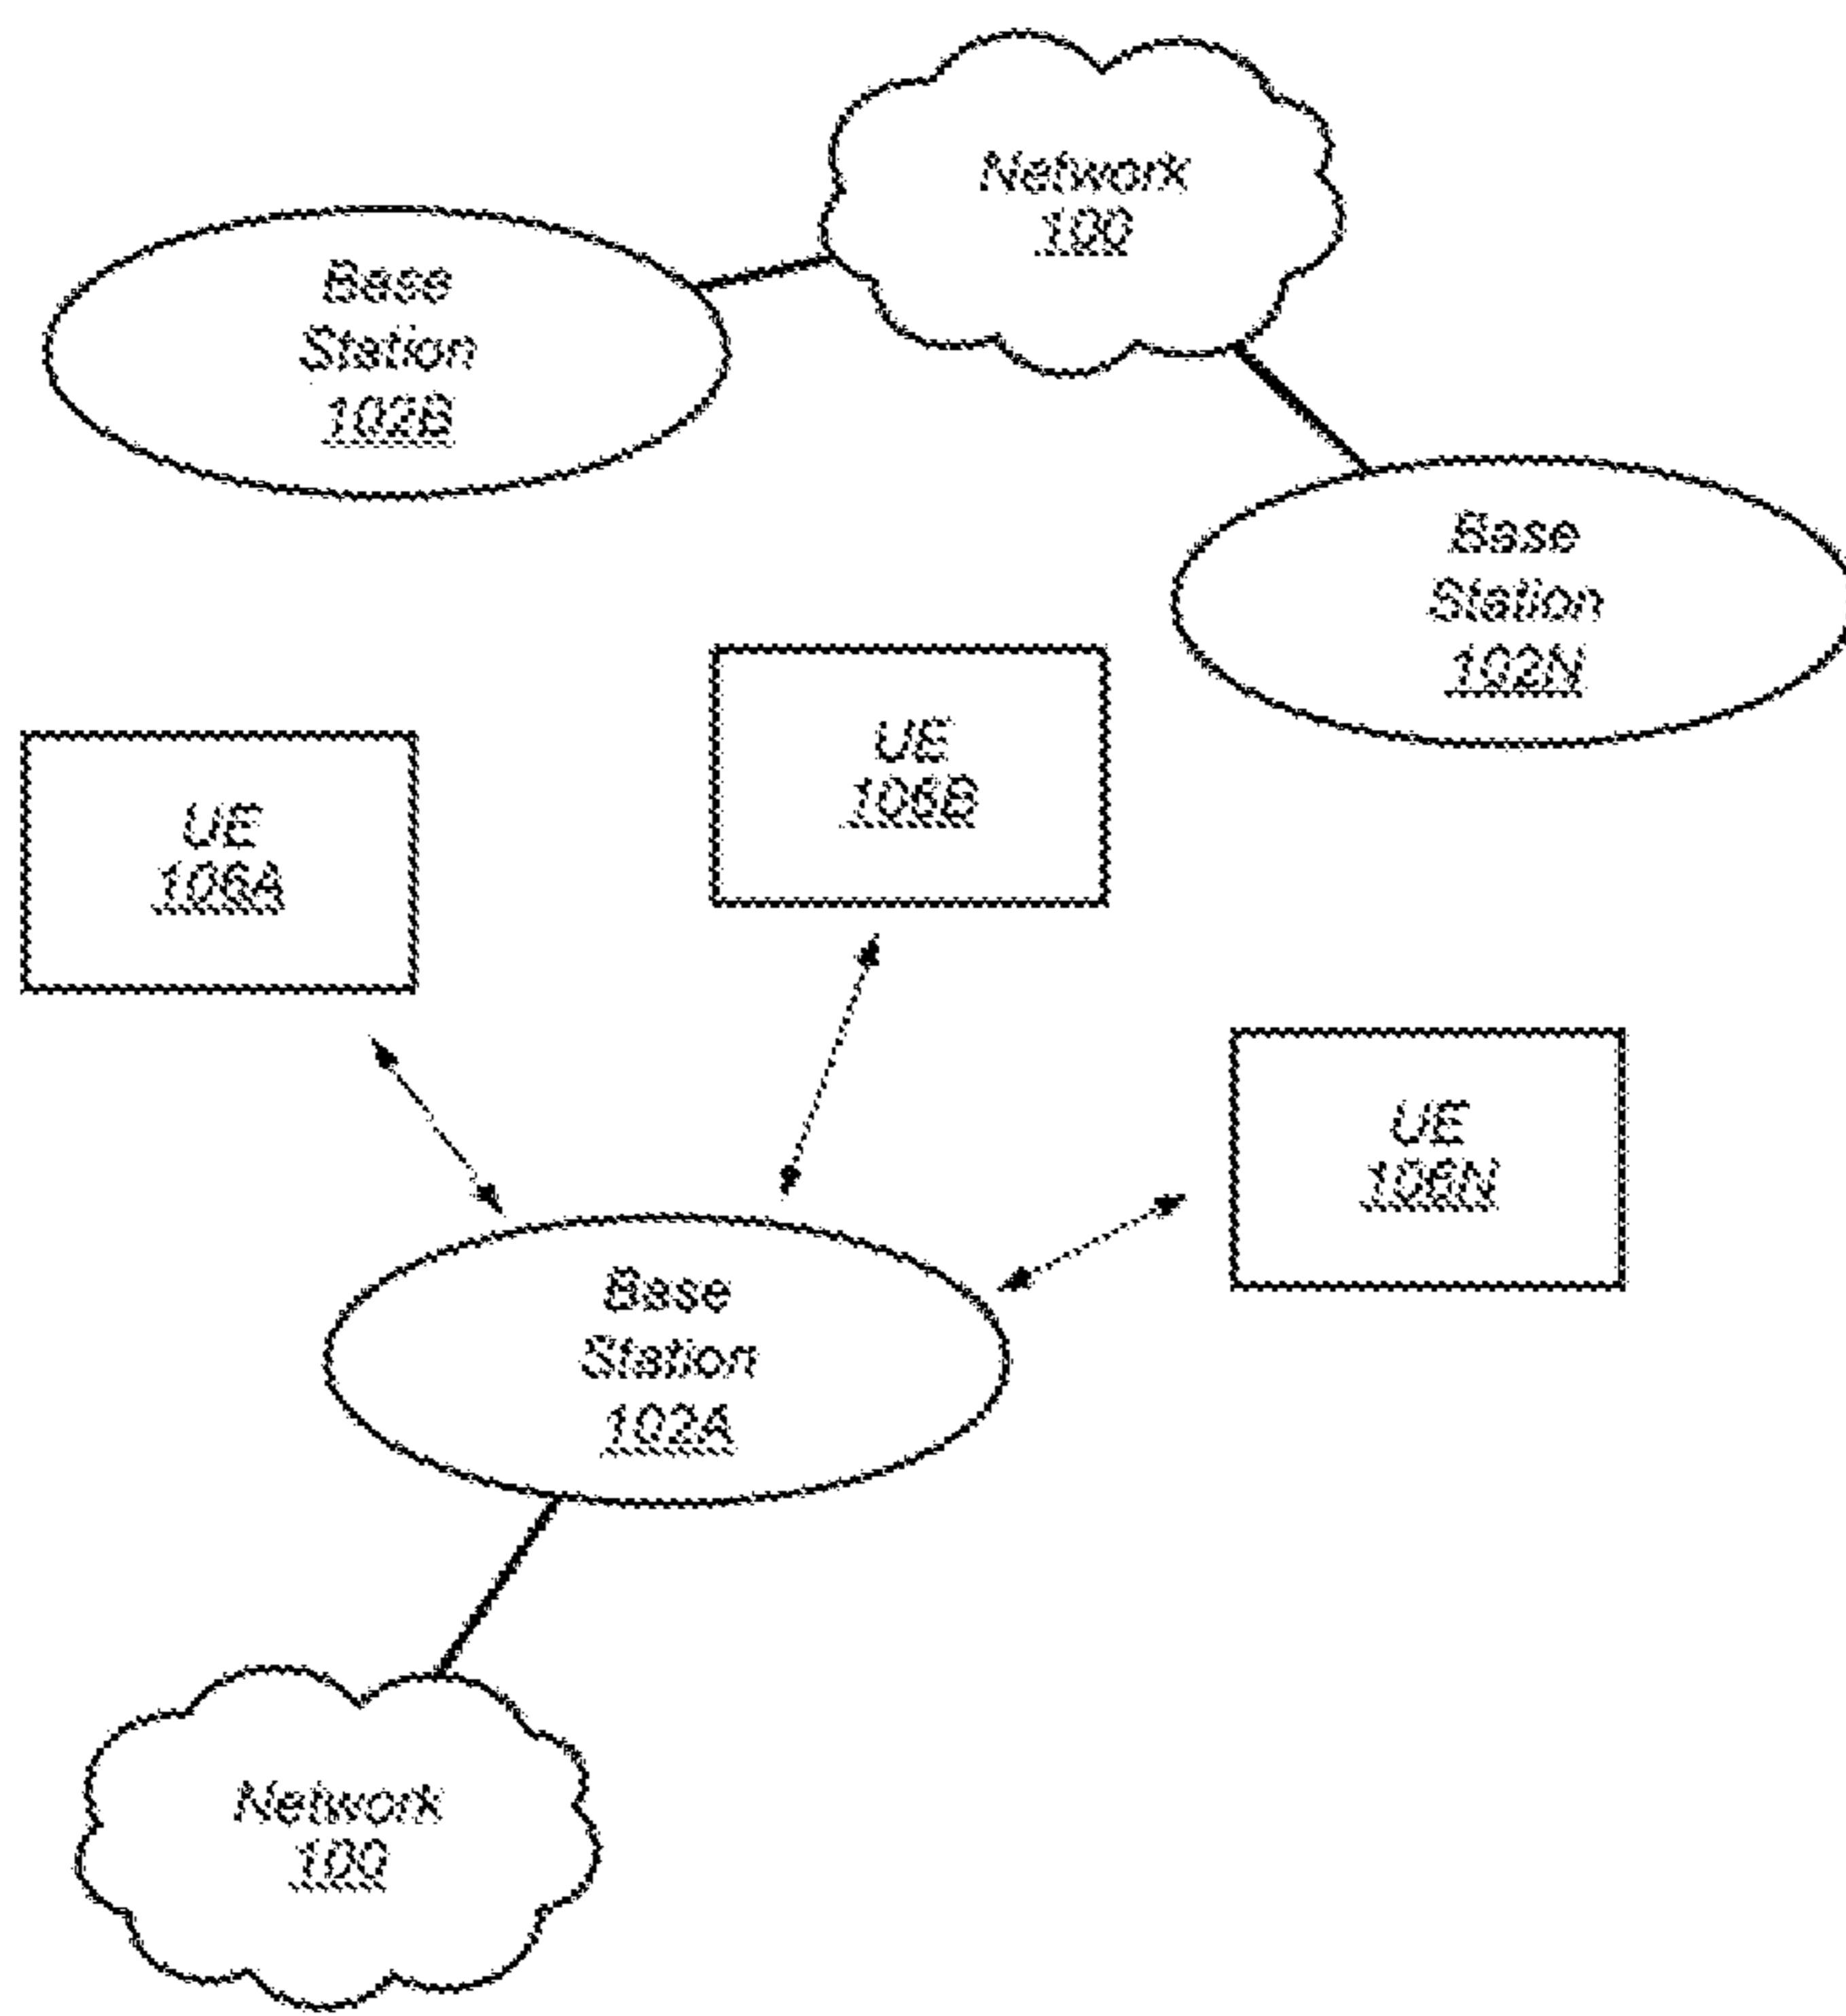 Network
100
Base
Station
102B
Base
Station
102N
UE
106B
UE
106A
UE
106N
Base
Station
102A
Network
100